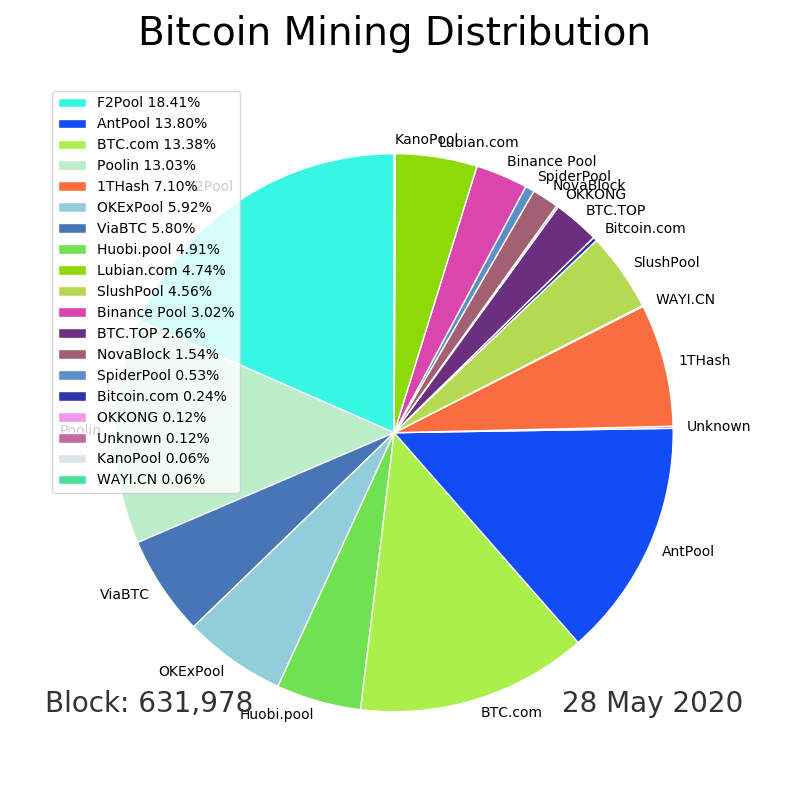 Bitcoin Mining Distribution
F2Pool 18.41%
AntPool 13.80%
BTC.com 13.38%
Poolin 13.03%
1THash 7.10%
OKExPool 5.92%
ViaBTC 5.80%
Huobi.pool 4.91%
Lubian.com 4.74%
SlushPool 4.56%
Binance Pool 3.02%
BTC.TOP 2.66%
NovaBlock 1.54%
SpiderPool 0.53%
Bitcoin.com 0.24%
OKKONG 0.12%
Unknown 0.12%
KanoPool 0.06%
WAYI.CN 0.06%
KanoPool
Lubian.com
Binance Pool
SpiderPool
NovaBlock
OKKONG
BTC.TOP
Bitcoin.com
SlushPool
WAYI.CN
1THash
Unknown
AntPool
BTC.com
Huobi.pool
OKExPool
ViaBTC
Poolin
F2Pool
Block: 631,978
28 May 2020